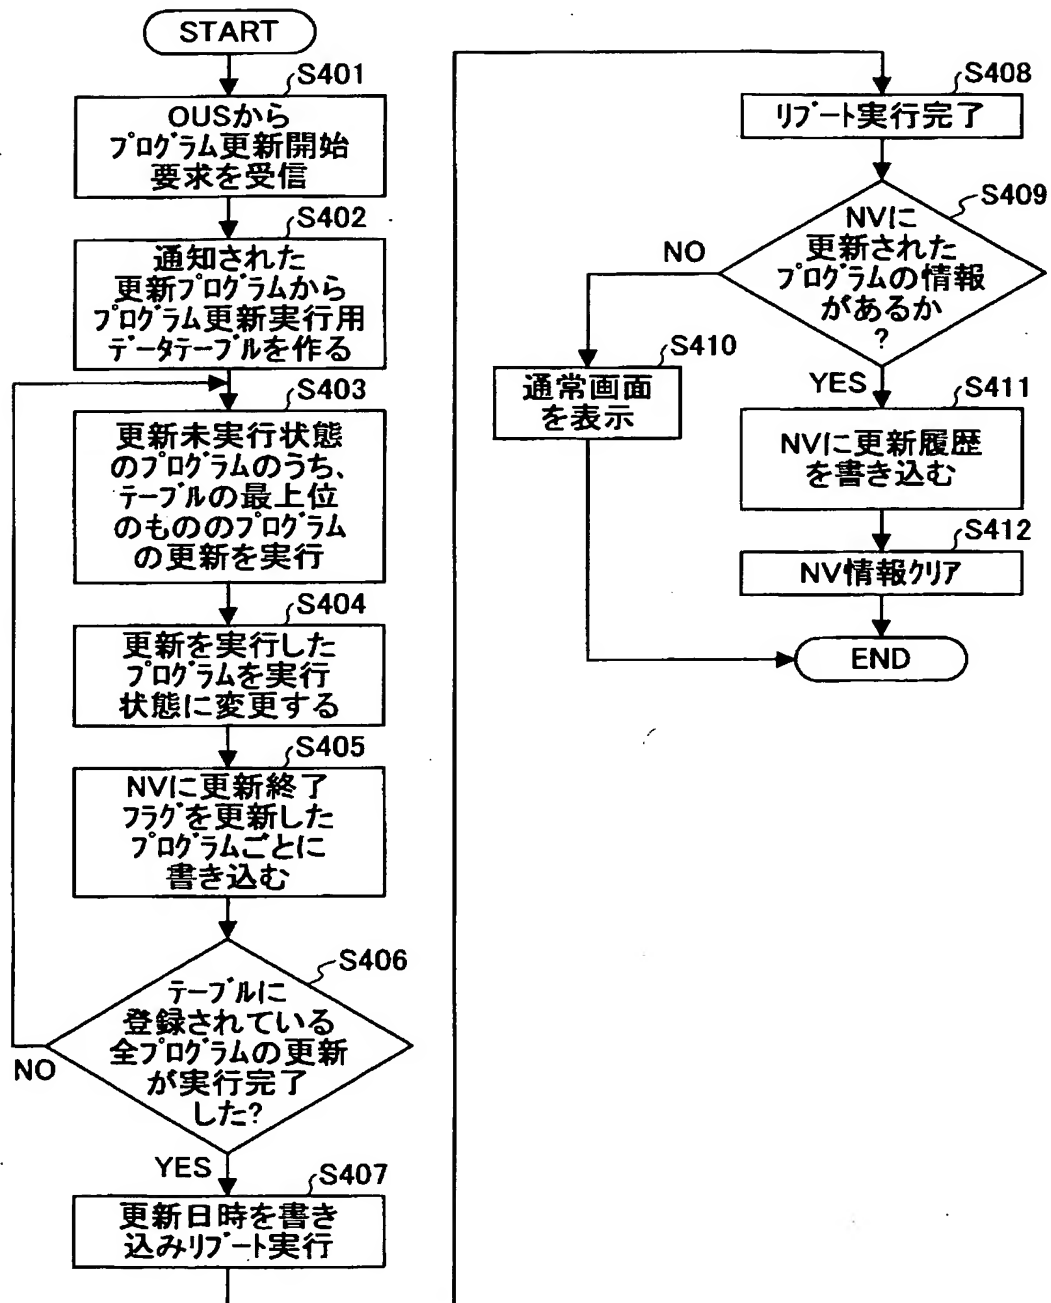 START
S401
OUSから
プログラム更新開始
要求を受信
S402
通知された
更新プログラムから
プログラム更新実行用
データテーブルを作る
S403
更新未実行状態
のプログラムのうち、
テーブルの最上位
のもののプログラム
の更新を実行
S404
更新を実行した
プログラムを実行
状態に変更する
S405
NVに更新終了
フラグを更新した
プログラムごとに
書き込む
S406
テーブルに
登録されている
全プログラムの更新
が実行完了
した?
NO
YES
S407
更新日時を書き
込みリブート実行
S408
リブート実行完了
S409
NVに
更新された
プログラムの情報
があるか
?
NO
YES
S410
通常画面
を表示
S411
NVに更新履歴
を書き込む
S412
NV情報クリア
END